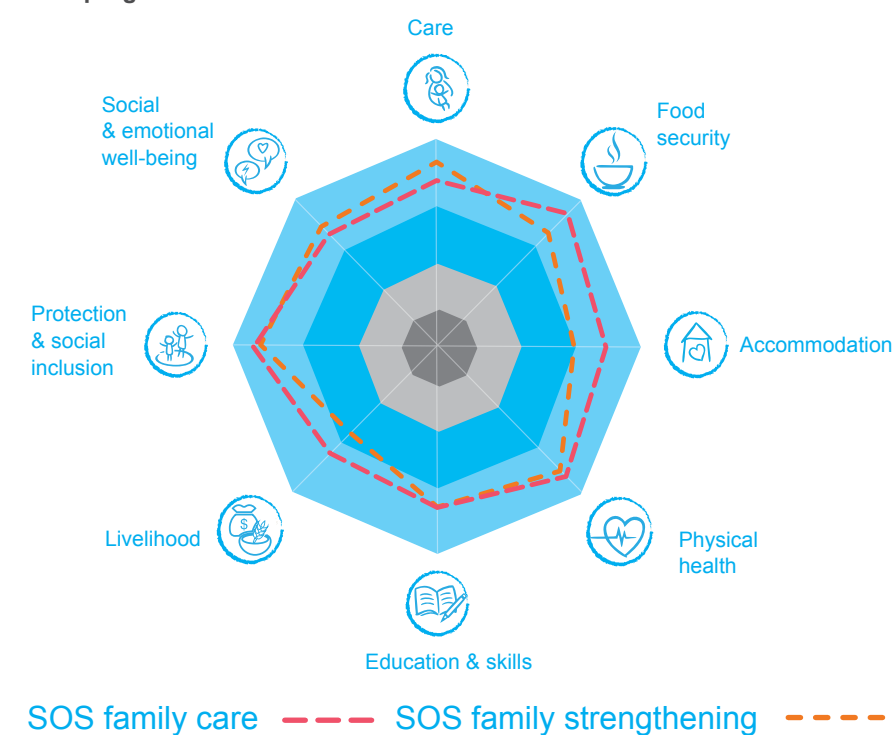 Care
Social
& emotional
well-being
Food
security
Protection
& social
inclusion
Accommodation
Livelihood
$
Physical
health
Education & skills
SOS family care
SOS family strengthening